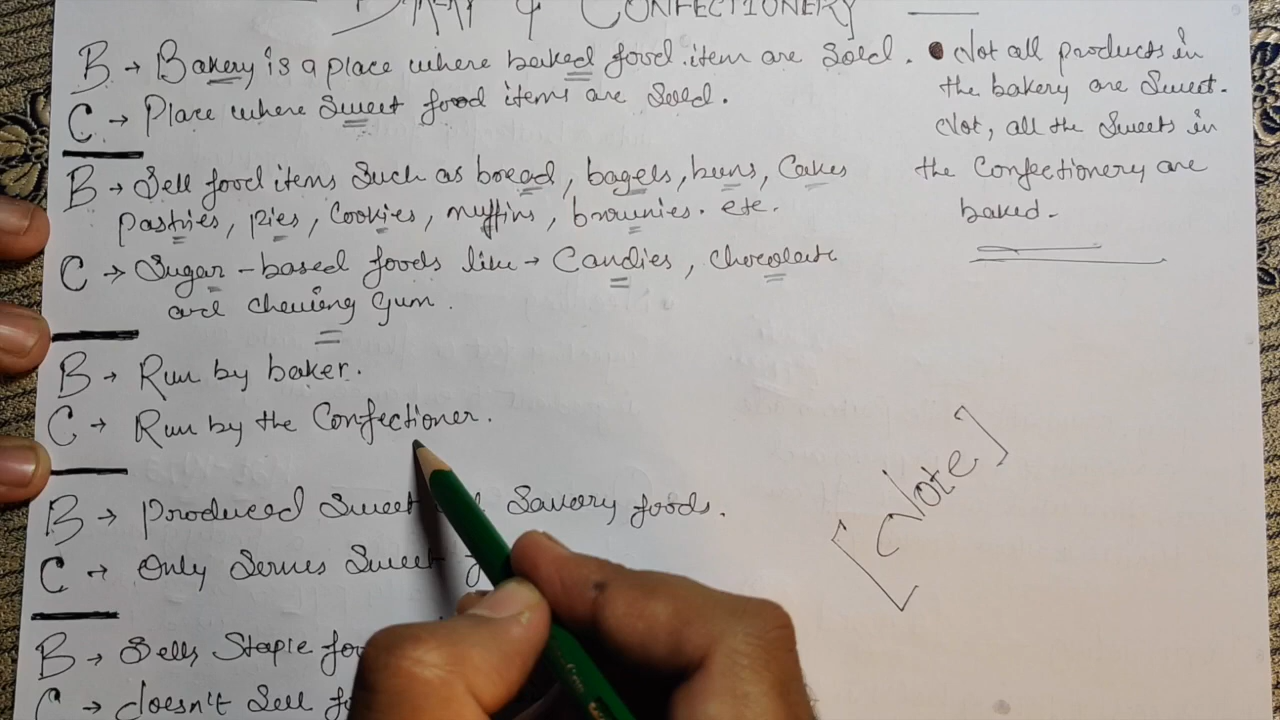 CONFECTIONERY
B → Bakery is a place where baked food item are Sold.
C → Place where Sweet food items are Sold.
B → Sell food items Such as bread, bagels, buns, Cakes
pastries, pies, Cookies, muffins, brownies. etc.
C → Sugar-based foods like → Candies, chocolate
and chewing Gum.
B → Run by baker.
C → Run by the Confectioner.
B → produced Sweet Savory foods.
C → Only Serves Sweet
B → Sells Staple
C → doesn't Sell
• Not all products in
the bakery are Sweet.
Not, all the Sweets in
the Confectionery are
baked.
[Note]